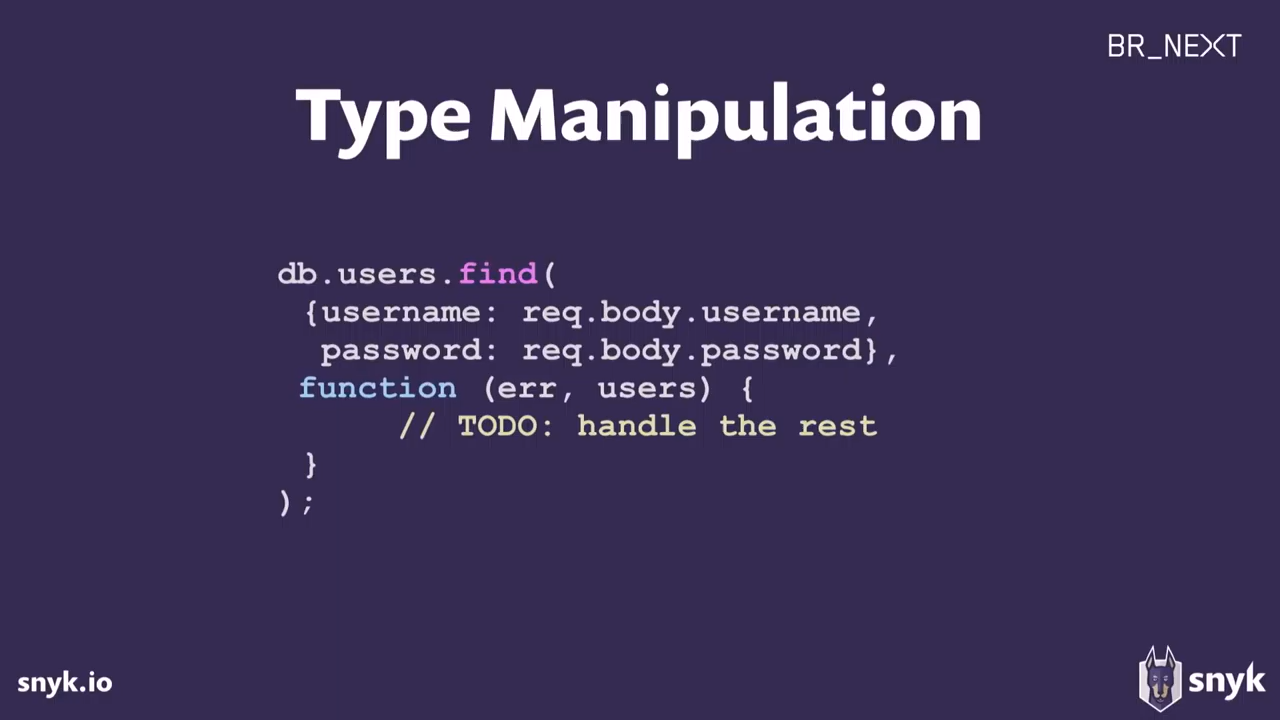 BR_NEXT
Type Manipulation
db.users.find(
{username: req.body.username,
password: req.body.password},
function (err, users) {
// TODO: handle the rest
}
);
snyk.io
snyk